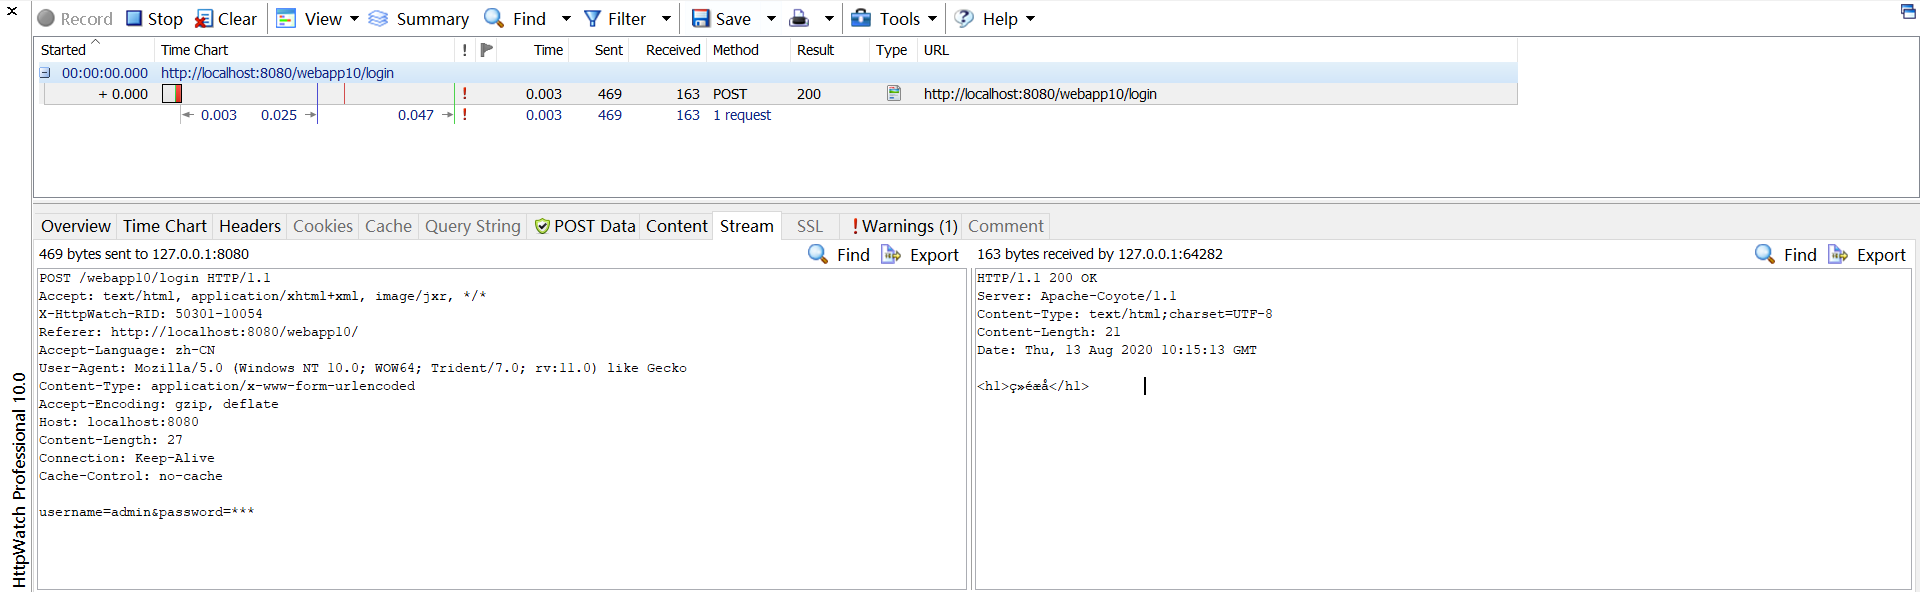 Record Stop Clear View Summary Find Filter Save Tools Help
Started Time Chart ! Time Sent Received Method Result Type URL
00:00:00.000 http://localhost:8080/webapp10/login
+ 0.000 ! 0.003 469 163 POST 200 http://localhost:8080/webapp10/login
0.003 0.025 0.047 ! 0.003 469 163 1 request
Overview Time Chart Headers Cookies Cache Query String POST Data Content Stream SSL ! Warnings (1) Comment
469 bytes sent to 127.0.0.1:8080 Find Export
POST /webapp10/login HTTP/1.1
Accept: text/html, application/xhtml+xml, image/jxr, */*
X-HttpWatch-RID: 50301-10054
Referer: http://localhost:8080/webapp10/
Accept-Language: zh-CN
User-Agent: Mozilla/5.0 (Windows NT 10.0; WOW64; Trident/7.0; rv:11.0) like Gecko
Content-Type: application/x-www-form-urlencoded
Accept-Encoding: gzip, deflate
Host: localhost:8080
Content-Length: 27
Connection: Keep-Alive
Cache-Control: no-cache
username=admin&password=***
163 bytes received by 127.0.0.1:64282 Find Export
HTTP/1.1 200 OK
Server: Apache-Coyote/1.1
Content-Type: text/html;charset=UTF-8
Content-Length: 21
Date: Thu, 13 Aug 2020 10:15:13 GMT
<h1>ç»éæå</h1>
HttpWatch Professional 10.0